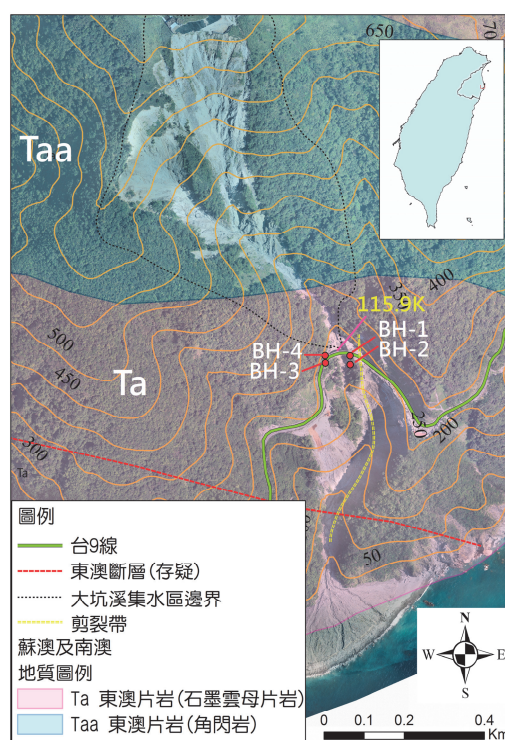 650
70
Taa
350
400
115.9K
500
BH-4
BH-1
BH-3
BH-2
450
Ta
250
200
300
Ta
50
圖例
台9線
東澳斷層(存疑)
大坑溪集水區邊界
剪裂帶
蘇澳及南澳
地質圖例
Ta 東澳片岩(石墨雲母片岩)
Taa 東澳片岩(角閃岩)
N
W
E
S
0 0.1 0.2 0.4
Km